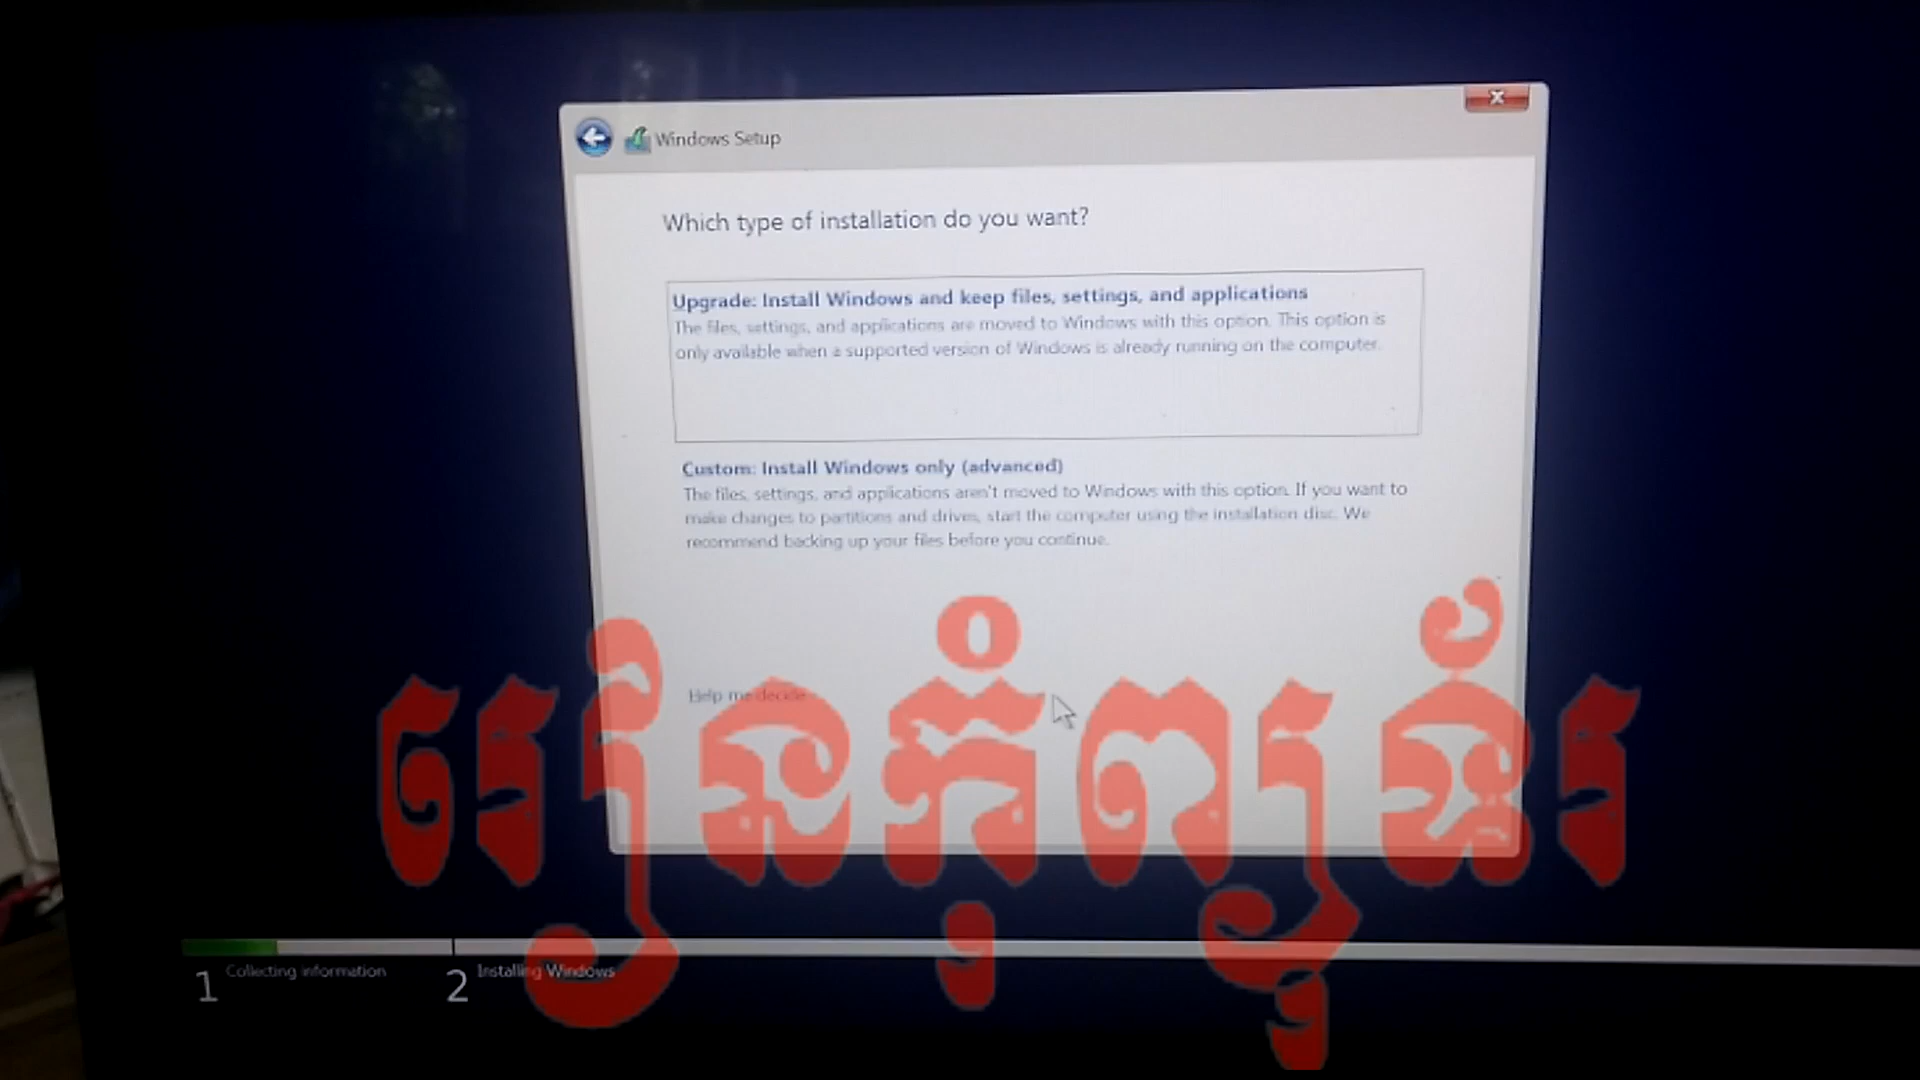 Windows Setup
Which type of installation do you want?
Upgrade: Install Windows and keep files, settings, and applications
The files, settings, and applications are moved to Windows with this option. This option is
only available when a supported version of Windows is already running on the computer.
Custom: Install Windows only (advanced)
The files, settings, and applications aren't moved to Windows with this option. If you want to
make changes to partitions and drives, start the computer using the installation disc. We
recommend backing up your files before you continue.
Help me decide
រៀនកុំព្យូទ័រ
1 Collecting information
2 Installing Windows